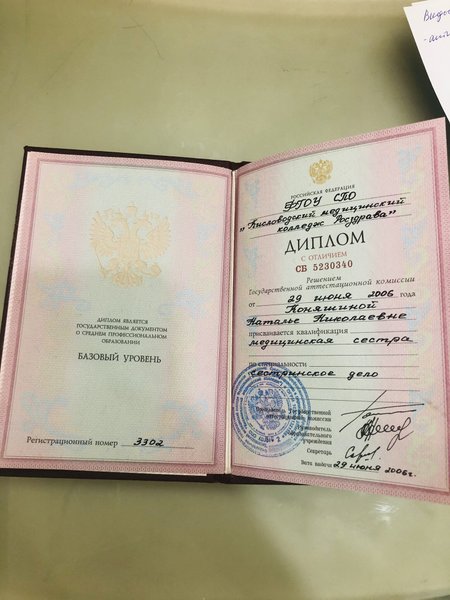 Виды
ДИПЛОМ ЯВЛЯЕТСЯ
ГОСУДАРСТВЕННЫМ ДОКУМЕНТОМ
О СРЕДНЕМ ПРОФЕССИОНАЛЬНОМ
ОБРАЗОВАНИИ
БАЗОВЫЙ УРОВЕНЬ
Регистрационный номер 3302
РОССИЙСКАЯ ФЕДЕРАЦИЯ
ФГОУ СПО
"Кисловодский медицинский
колледж Росздрава"
ДИПЛОМ
С ОТЛИЧИЕМ
СБ 5230340
Решением
Государственной аттестационной комиссии
от 29 июня 2006 года
Коняшиной
Наталье Николаевне
присваивается квалификация
медицинская сестра
по специальности
сестринское дело
Председатель Государственной
аттестационной комиссии
Руководитель
образовательного
учреждения
Секретарь
Дата выдачи 29 июня 2006г.